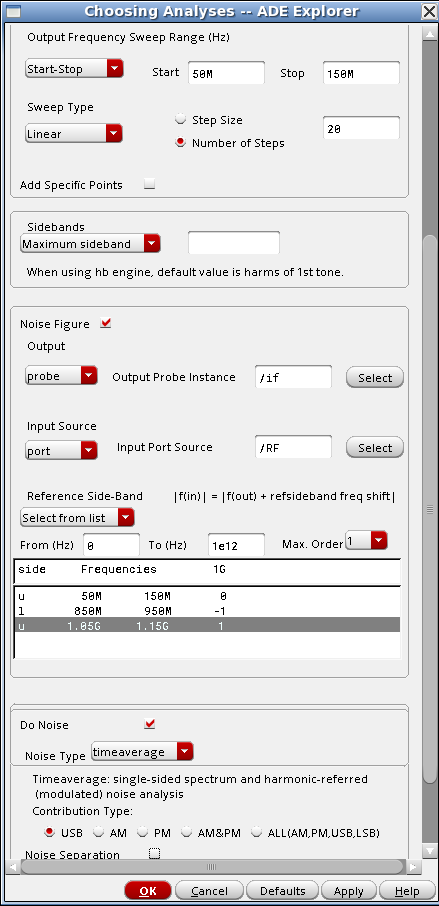 Choosing Analyses -- ADE Explorer
Output Frequency Sweep Range (Hz)
Start-Stop Start 50M Stop 150M
Sweep Type
Linear
Step Size
Number of Steps
20
Add Specific Points
Sidebands
Maximum sideband
When using hb engine, default value is harms of 1st tone.
Noise Figure
Output
probe Output Probe Instance /if Select
Input Source
port Input Port Source /RF Select
Reference Side-Band |f(in)| = |f(out) + refsideband freq shift|
Select from list
From (Hz) 0 To (Hz) 1e12 Max. Order 1
side Frequencies 1G
u 50M 150M 0
l 850M 950M -1
u 1.05G 1.15G 1
Do Noise
Noise Type timeaverage
Timeaverage: single-sided spectrum and harmonic-referred
(modulated) noise analysis
Contribution Type:
USB AM PM AM&PM ALL(AM,PM,USB,LSB)
Noise Separation
OK Cancel Defaults Apply Help